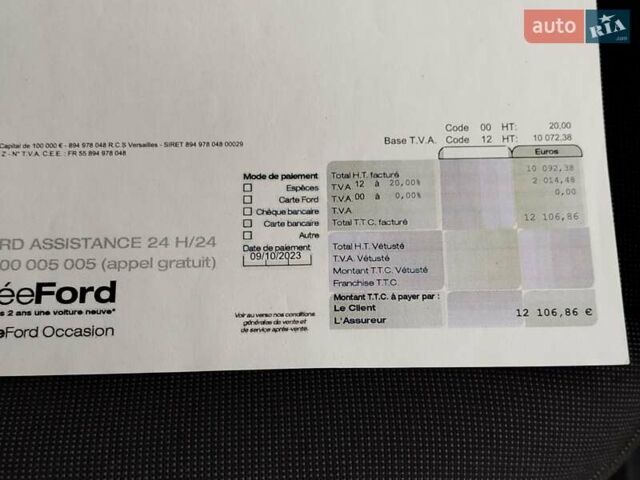 auto RIA .com
Code 00 HT: 20,00
Base T.V.A. Code 12 HT: 10 072,38
Capital de 100 000 € - 894 978 048 R.C.S Versailles - SIRET 894 978 048 00029
Z - N° T.V.A. C.E.E. : FR 55 894 978 048
Euros
Mode de paiement
Espèces
Carte Ford
Chèque bancaire
Carte bancaire
Autre
Date de paiement
09/10/2023
Total H.T. facturé 10 092,38
T.V.A 12 à 20,00% 2 014,48
T.V.A 00 à 0,00% 0,00
T.V.A
Total T.T.C. facturé 12 106,86
Total H.T. Vétusté
T.V.A. Vétusté
Montant T.T.C. Vétusté
Franchise T.T.C.
Montant T.T.C. à payer par :
Le Client 12 106,86 €
L'Assureur
RD ASSISTANCE 24 H/24
00 005 005 (appel gratuit)
éeFord
s 2 ans une voiture neuve*
eFord Occasion
Voir au verso nos conditions
générales de vente et
de service après-vente.